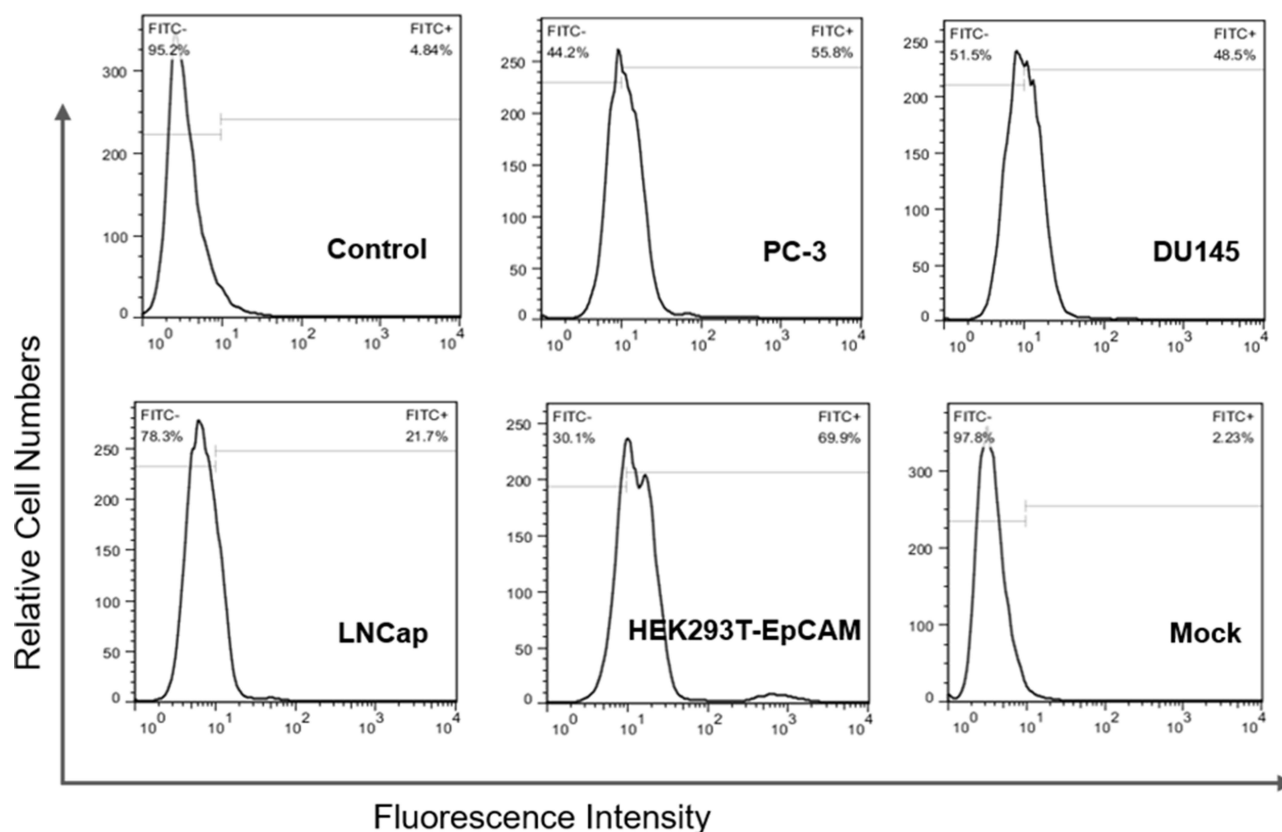 Relative Cell Numbers
FITC- FITC+
95.2% 4.84%
300
200
100
0
10^0 10^1 10^2 10^3 10^4
Control
FITC- FITC+
44.2% 55.8%
250
200
150
100
50
0
10^0 10^1 10^2 10^3 10^4
PC-3
FITC- FITC+
51.5% 48.5%
250
200
150
100
50
0
10^0 10^1 10^2 10^3 10^4
DU145
FITC- FITC+
78.3% 21.7%
250
200
150
100
50
0
10^0 10^1 10^2 10^3 10^4
LNCap
FITC- FITC+
30.1% 69.9%
250
200
150
100
50
0
10^0 10^1 10^2 10^3 10^4
HEK293T-EpCAM
FITC- FITC+
97.8% 2.23%
300
200
100
0
10^0 10^1 10^2 10^3 10^4
Mock
Fluorescence Intensity